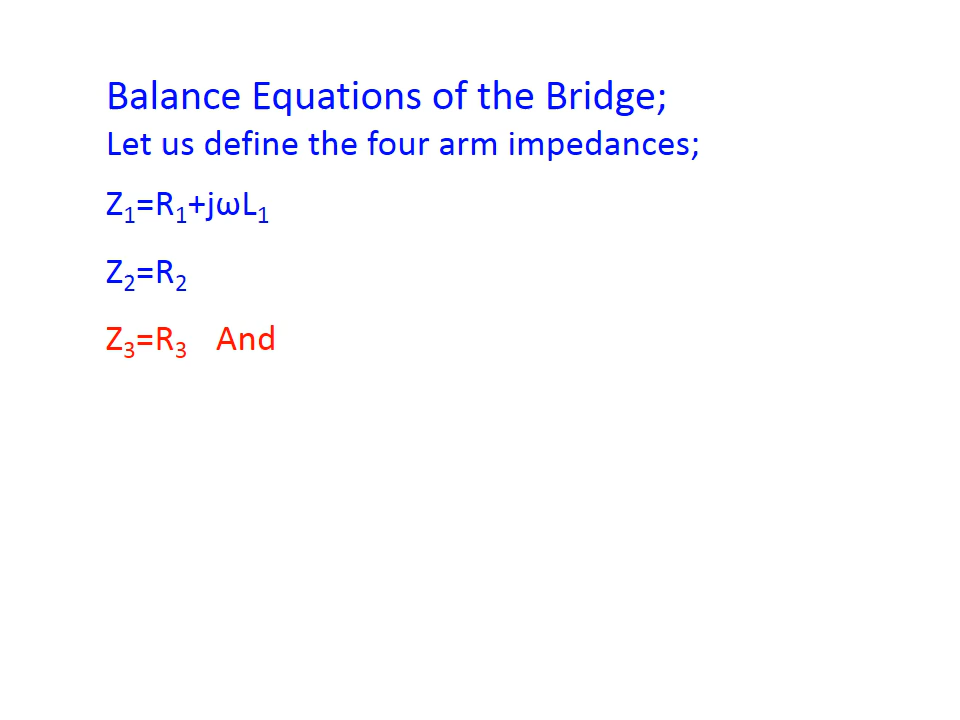 Balance Equations of the Bridge;
Let us define the four arm impedances;
Z₁=R₁+jωL₁
Z₂=R₂
Z₃=R₃ And